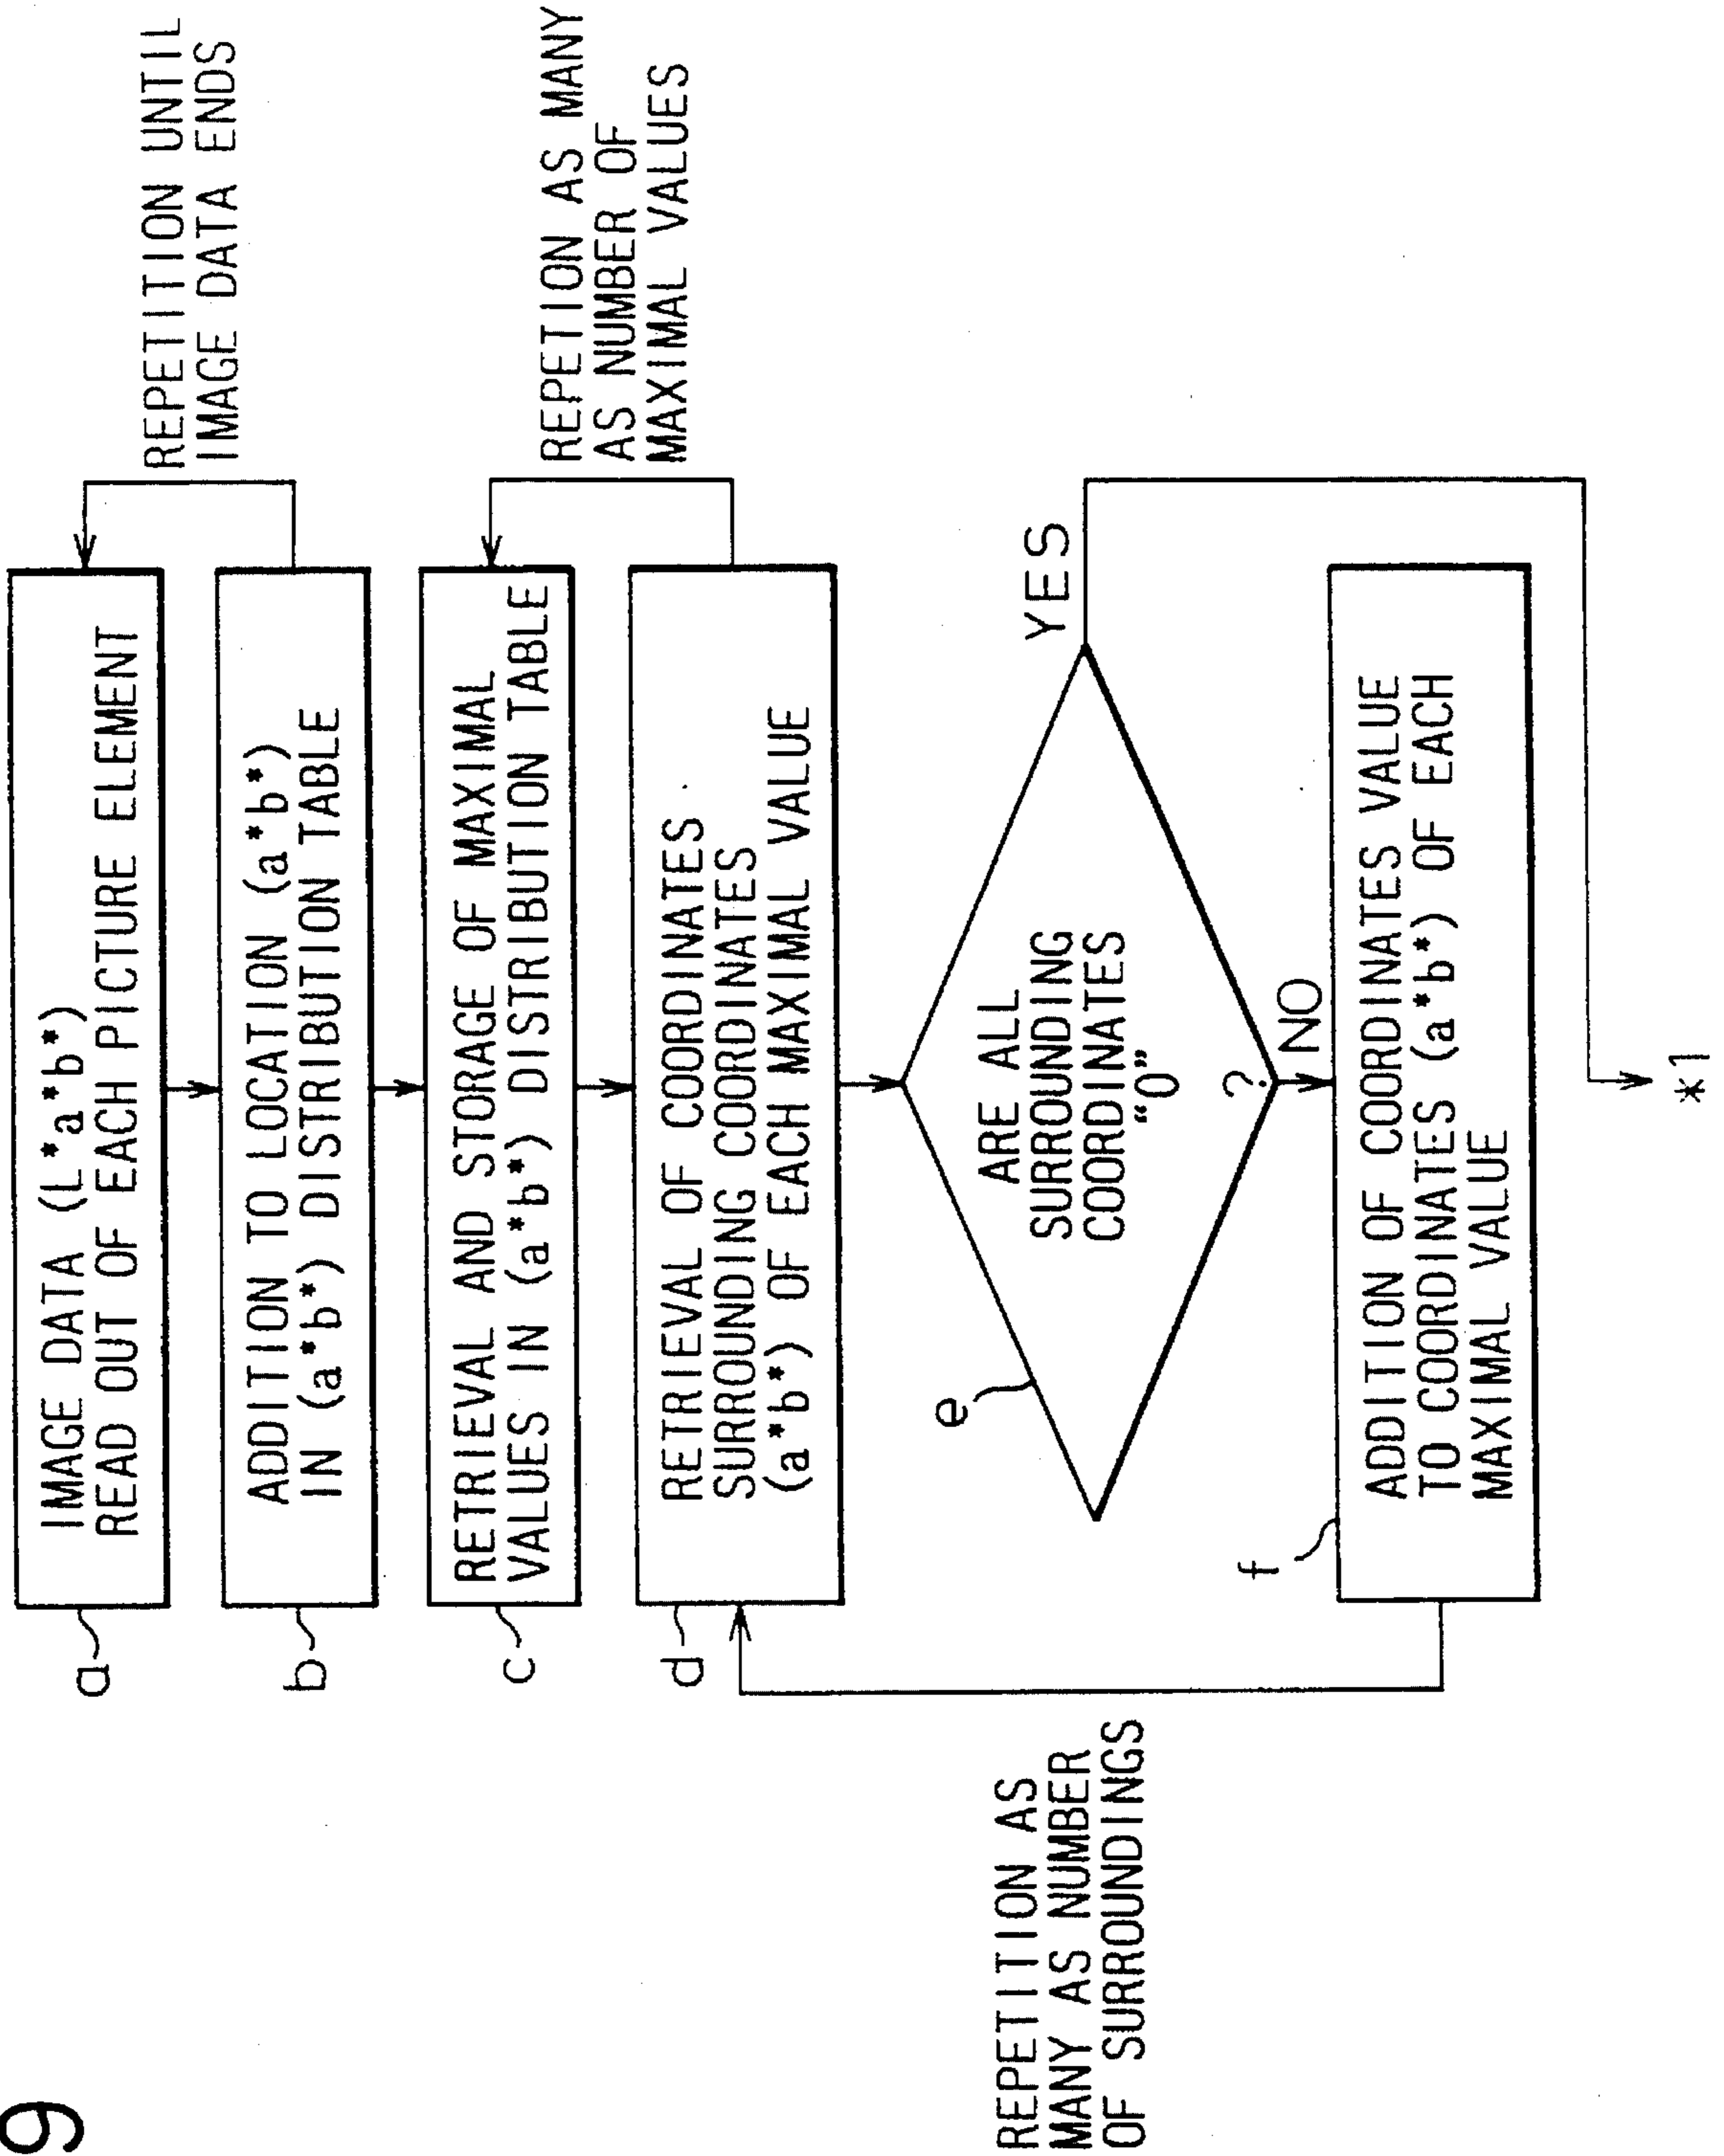 9
a
IMAGE DATA (L*a*b*)
READ OUT OF EACH PICTURE ELEMENT
REPETITION UNTIL
IMAGE DATA ENDS
b
ADDITION TO LOCATION (a*b*)
IN (a*b*) DISTRIBUTION TABLE
c
RETRIEVAL AND STORAGE OF MAXIMAL
VALUES IN (a*b*) DISTRIBUTION TABLE
REPETION AS MANY
AS NUMBER OF
MAXIMAL VALUES
d
RETRIEVAL OF COORDINATES
SURROUNDING COORDINATES
(a*b*) OF EACH MAXIMAL VALUE
e
ARE ALL
SURROUNDING
COORDINATES
“0”
?
YES
NO
REPETITION AS
MANY AS NUMBER
OF SURROUNDINGS
f
ADDITION OF COORDINATES VALUE
TO COORDINATES (a*b*) OF EACH
MAXIMAL VALUE
*1